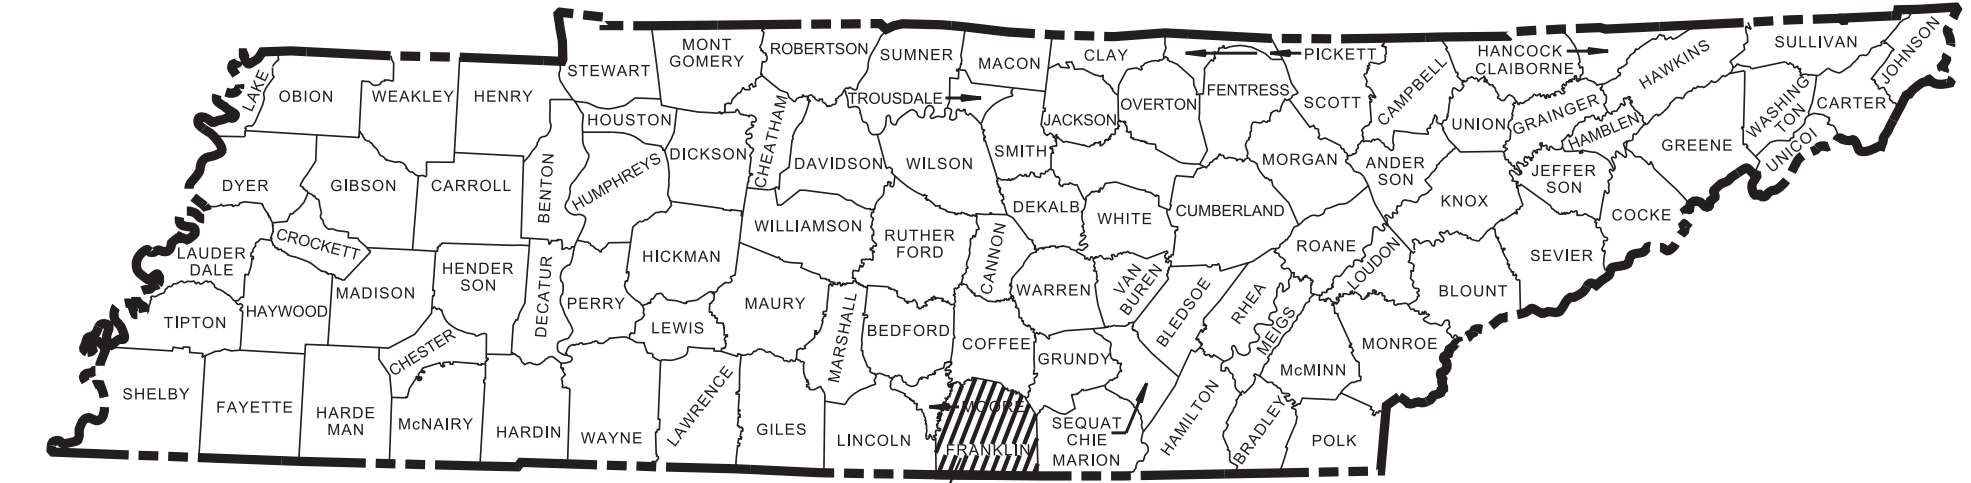 LAKE
OBION
WEAKLEY
HENRY
STEWART
MONT
GOMERY
ROBERTSON
SUMNER
MACON
CLAY
PICKETT
HANCOCK
CLAIBORNE
HAWKINS
SULLIVAN
JOHNSON
HOUSTON
DICKSON
CHEATHAM
TROUSDALE
JACKSON
OVERTON
FENTRESS
SCOTT
CAMPBELL
UNION
GRAINGER
HAMBLEN
GREENE
WASHING
TON
CARTER
UNICOI
DYER
GIBSON
CARROLL
BENTON
HUMPHREYS
DAVIDSON
WILSON
SMITH
MORGAN
ANDER
SON
KNOX
JEFFER
SON
COCKE
LAUDER
DALE
CROCKETT
HENDER
SON
DECATUR
HICKMAN
WILLIAMSON
RUTHER
FORD
CANNON
DEKALB
WHITE
CUMBERLAND
ROANE
LOUDON
BLOUNT
SEVIER
TIPTON
HAYWOOD
MADISON
PERRY
LEWIS
MAURY
MARSHALL
BEDFORD
COFFEE
WARREN
VAN
BUREN
BLEDSOE
RHEA
MEIGS
MONROE
SHELBY
FAYETTE
HARDE
MAN
CHESTER
McNAIRY
HARDIN
WAYNE
LAWRENCE
GILES
LINCOLN
MOORE
FRANKLIN
GRUNDY
SEQUAT
CHIE
MARION
HAMILTON
BRADLEY
McMINN
POLK